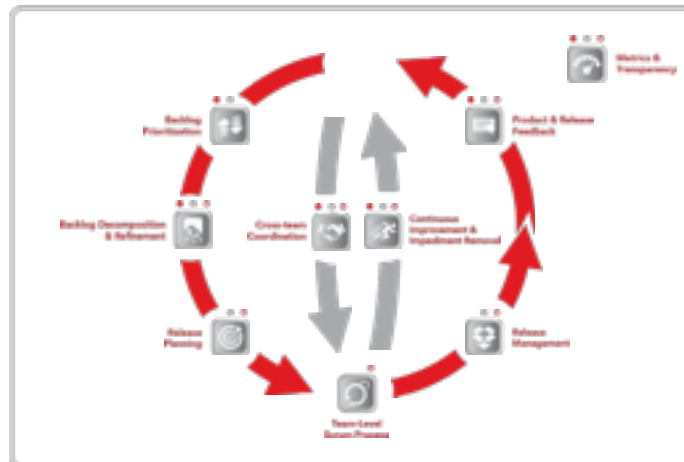 Metrics &
Transparency
Backlog
Prioritization
Product & Release
Feedback
Backlog Decomposition
& Refinement
Cross-team
Coordination
Continuous
Improvement &
Impediment Removal
Release
Planning
Release
Management
Team-Level
Scrum Process